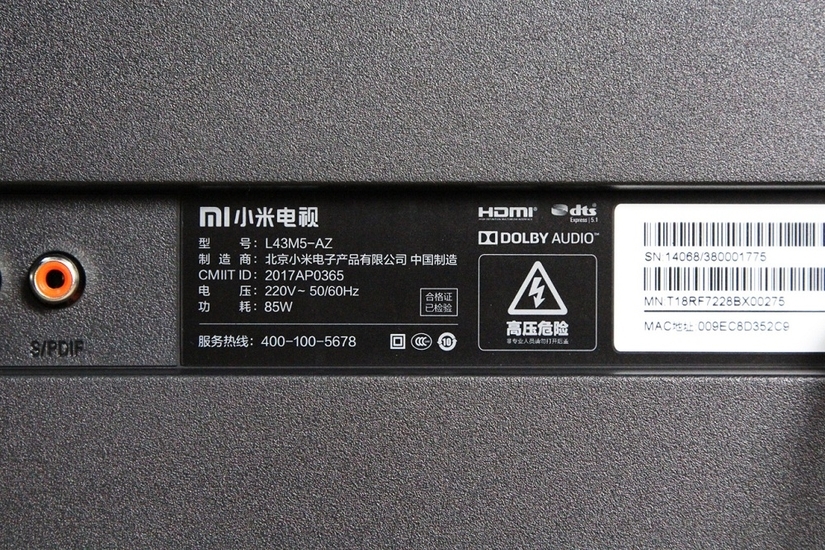 S/PDIF
mi 小米电视
型 号: L43M5-AZ
制 造 商: 北京小米电子产品有限公司 中国制造
CMIIT ID: 2017AP0365
电 压: 220V~ 50/60Hz
功 耗: 85W
合格证
已检验
服务热线: 400-100-5678
CCC
10
HDMI
dts
Express | 5.1
DOLBY AUDIO™
高压危险
非专业人员请勿打开后盖
SN:14068/380001775
MN:T18RF7228BX00275
MAC地址:009EC8D352C9